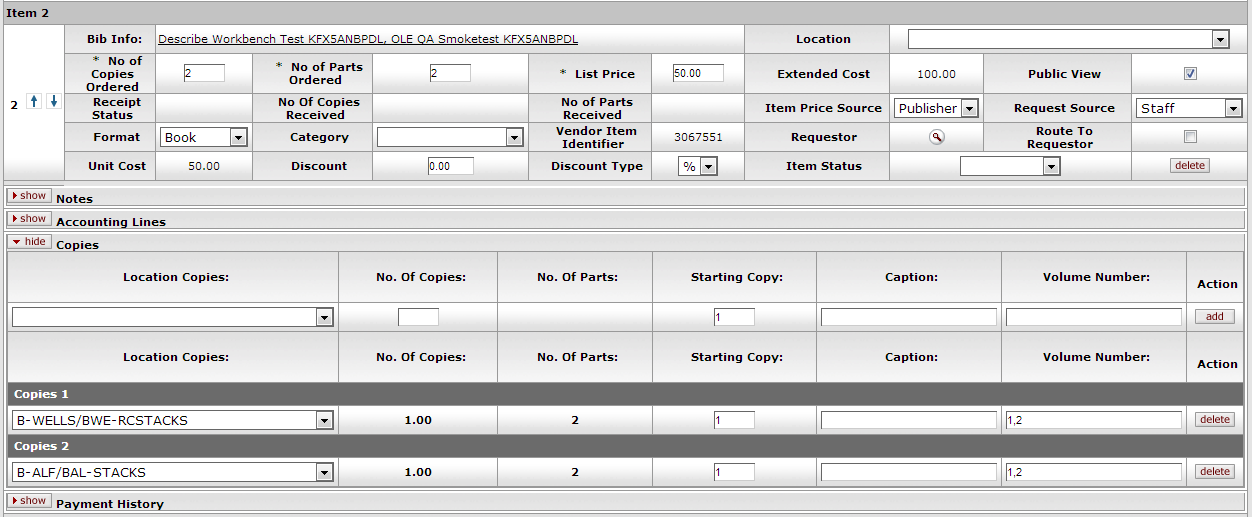 Item 2
Bib Info: Describe Workbench Test KFX5ANBPDL, OLE QA Smoketest KFX5ANBPDL Location
* No of Copies Ordered 2 * No of Parts Ordered 2 * List Price 50.00 Extended Cost 100.00 Public View
2 Receipt Status No Of Copies Received No of Parts Received Item Price Source Publisher Request Source Staff
Format Book Category Vendor Item Identifier 3067551 Requestor Route To Requestor
Unit Cost 50.00 Discount 0.00 Discount Type % Item Status delete
show Notes
show Accounting Lines
hide Copies
Location Copies: No. Of Copies: No. Of Parts: Starting Copy: Caption: Volume Number: Action
1 add
Location Copies: No. Of Copies: No. Of Parts: Starting Copy: Caption: Volume Number: Action
Copies 1
B-WELLS/BWE-RCSTACKS 1.00 2 1 1,2 delete
Copies 2
B-ALF/BAL-STACKS 1.00 2 1 1,2 delete
show Payment History